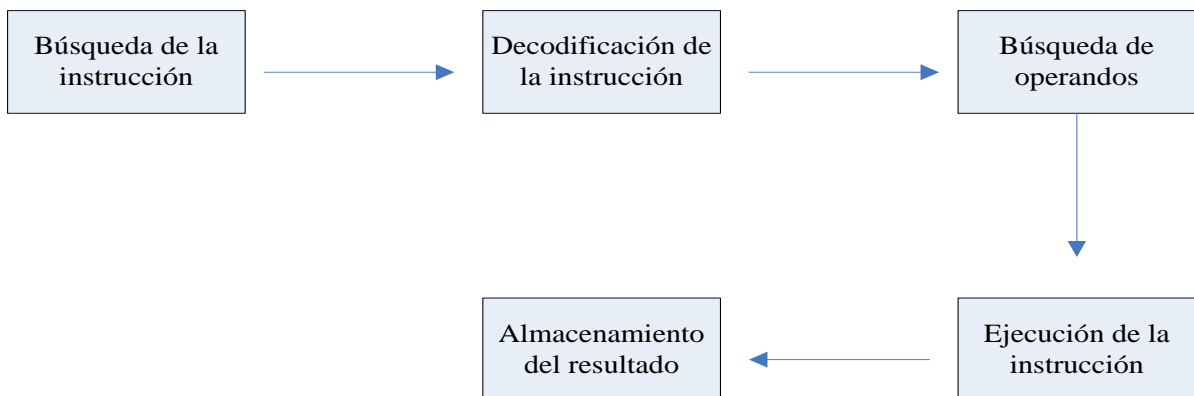 Búsqueda de la
instrucción
Decodificación de
la instrucción
Búsqueda de
operandos
Ejecución de la
instrucción
Almacenamiento
del resultado